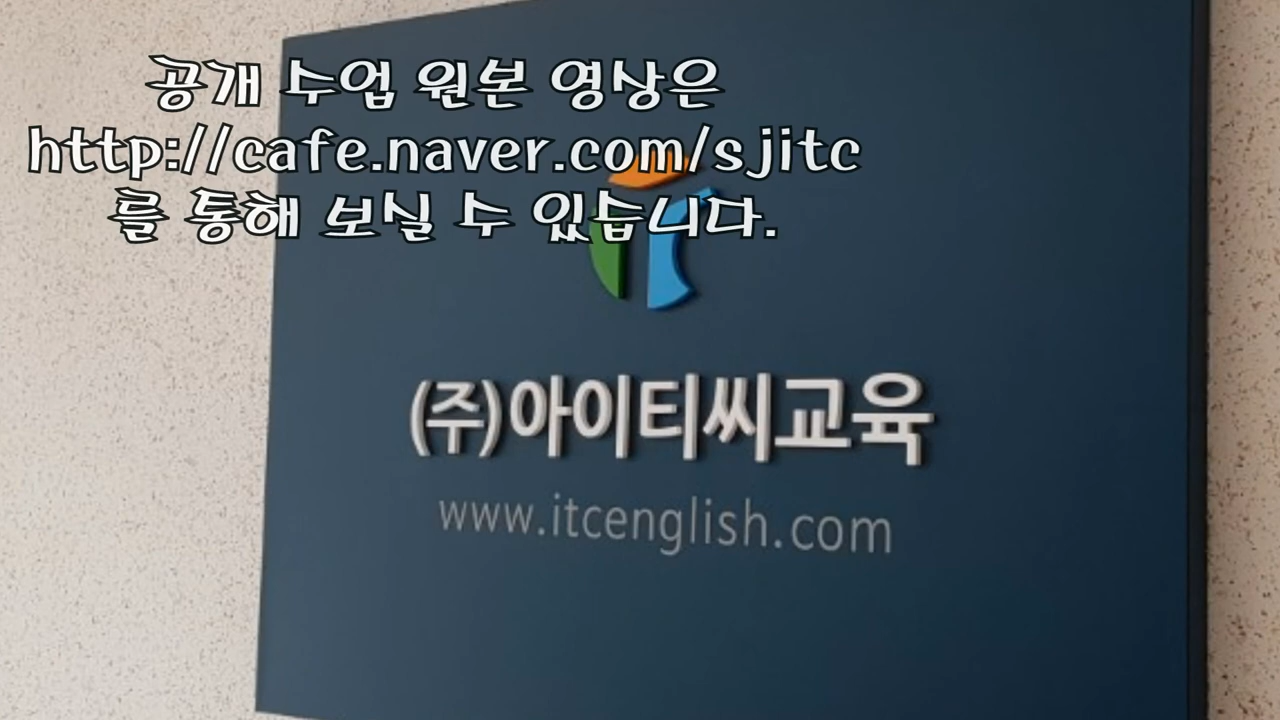 공개 수업 원본 영상은
http://cafe.naver.com/sjitc
를 통해 보실 수 있습니다.
(주)아이티씨교육
www.itcenglish.com